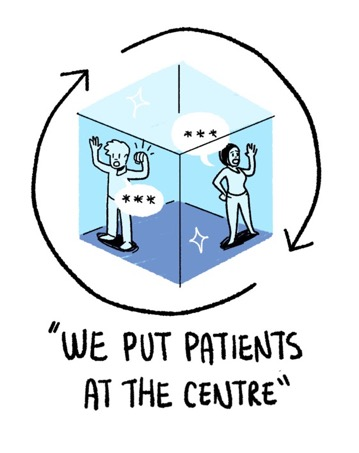 ***
***
"WE PUT PATIENTS
AT THE CENTRE"